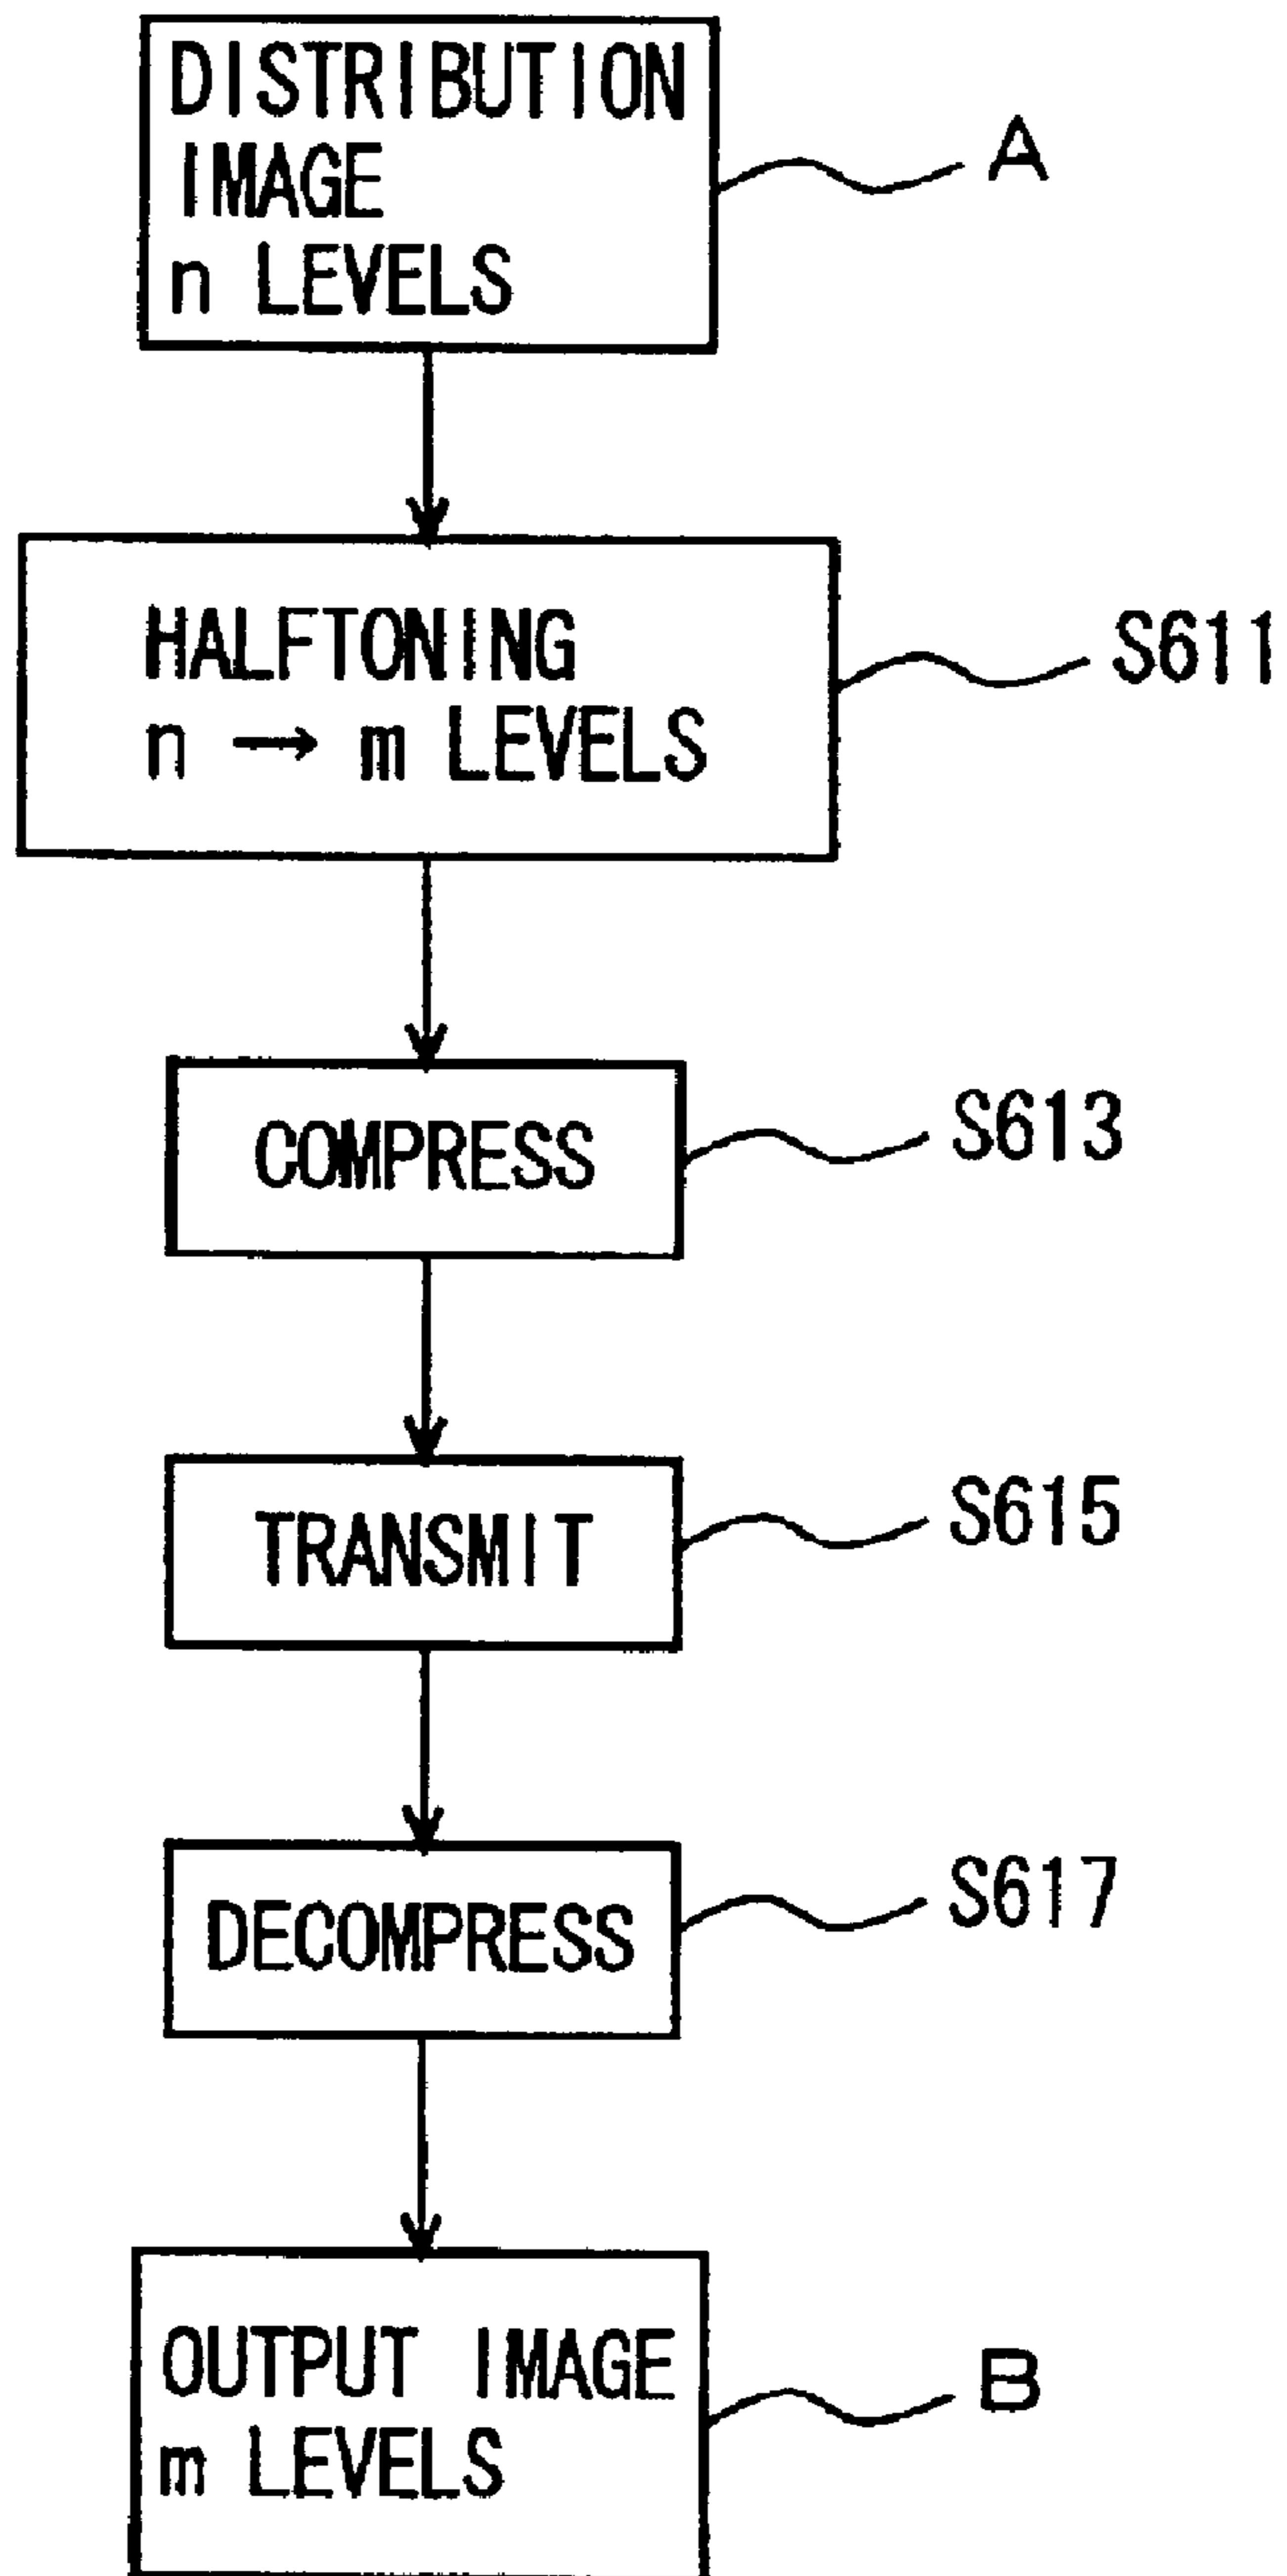 DISTRIBUTION
IMAGE
n LEVELS
A
HALFTONING
n → m LEVELS
S611
COMPRESS
S613
TRANSMIT
S615
DECOMPRESS
S617
OUTPUT IMAGE
m LEVELS
B